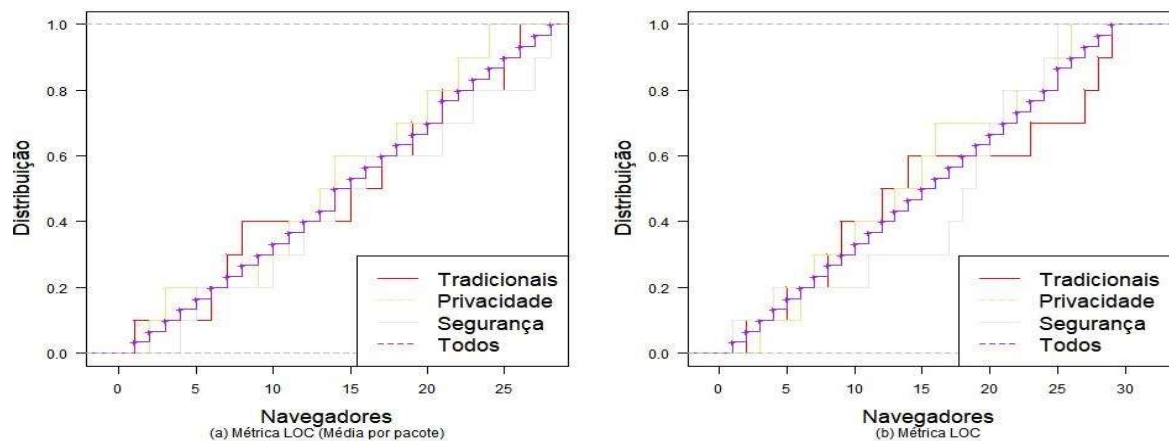 1.0
0.8
0.6
0.4
0.2
0.0
Distribuição
Tradicionais
Privacidade
Segurança
Todos
0 5 10 15 20 25
Navegadores
(a) Métrica LOC (Média por pacote)
1.0
0.8
0.6
0.4
0.2
0.0
Distribuição
Tradicionais
Privacidade
Segurança
Todos
0 5 10 15 20 25 30
Navegadores
(b) Métrica LOC